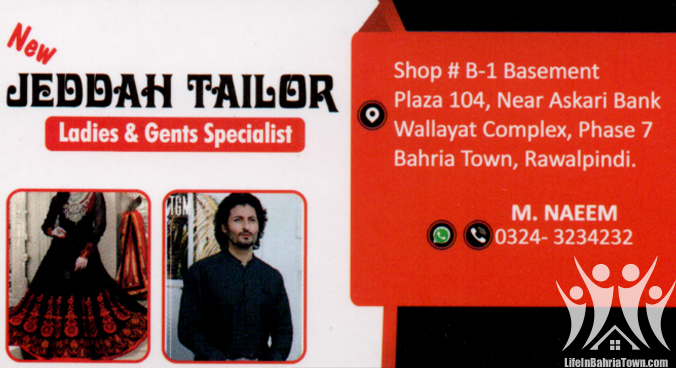 New
JEDDAH TAILOR
Ladies & Gents Specialist
Shop # B-1 Basement
Plaza 104, Near Askari Bank
Wallayat Complex, Phase 7
Bahria Town, Rawalpindi.
M. NAEEM
0324- 3234232
LifeInBahriaTown.com